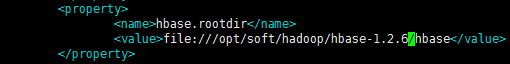 <property>
<name>hbase.rootdir</name>
<value>file:///opt/soft/hadoop/hbase-1.2.6/hbase</value>
</property>